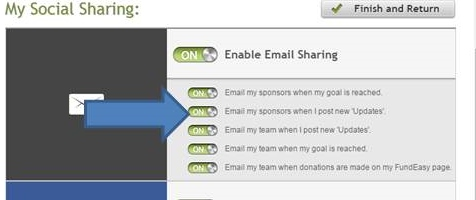 My Social Sharing:
Finish and Return
ON Enable Email Sharing
ON Email my sponsors when my goal is reached.
ON Email my sponsors when I post new 'Updates'.
ON Email my team when I post new 'Updates'.
ON Email my team when my goal is reached.
ON Email my team when donations are made on my FundEasy page.